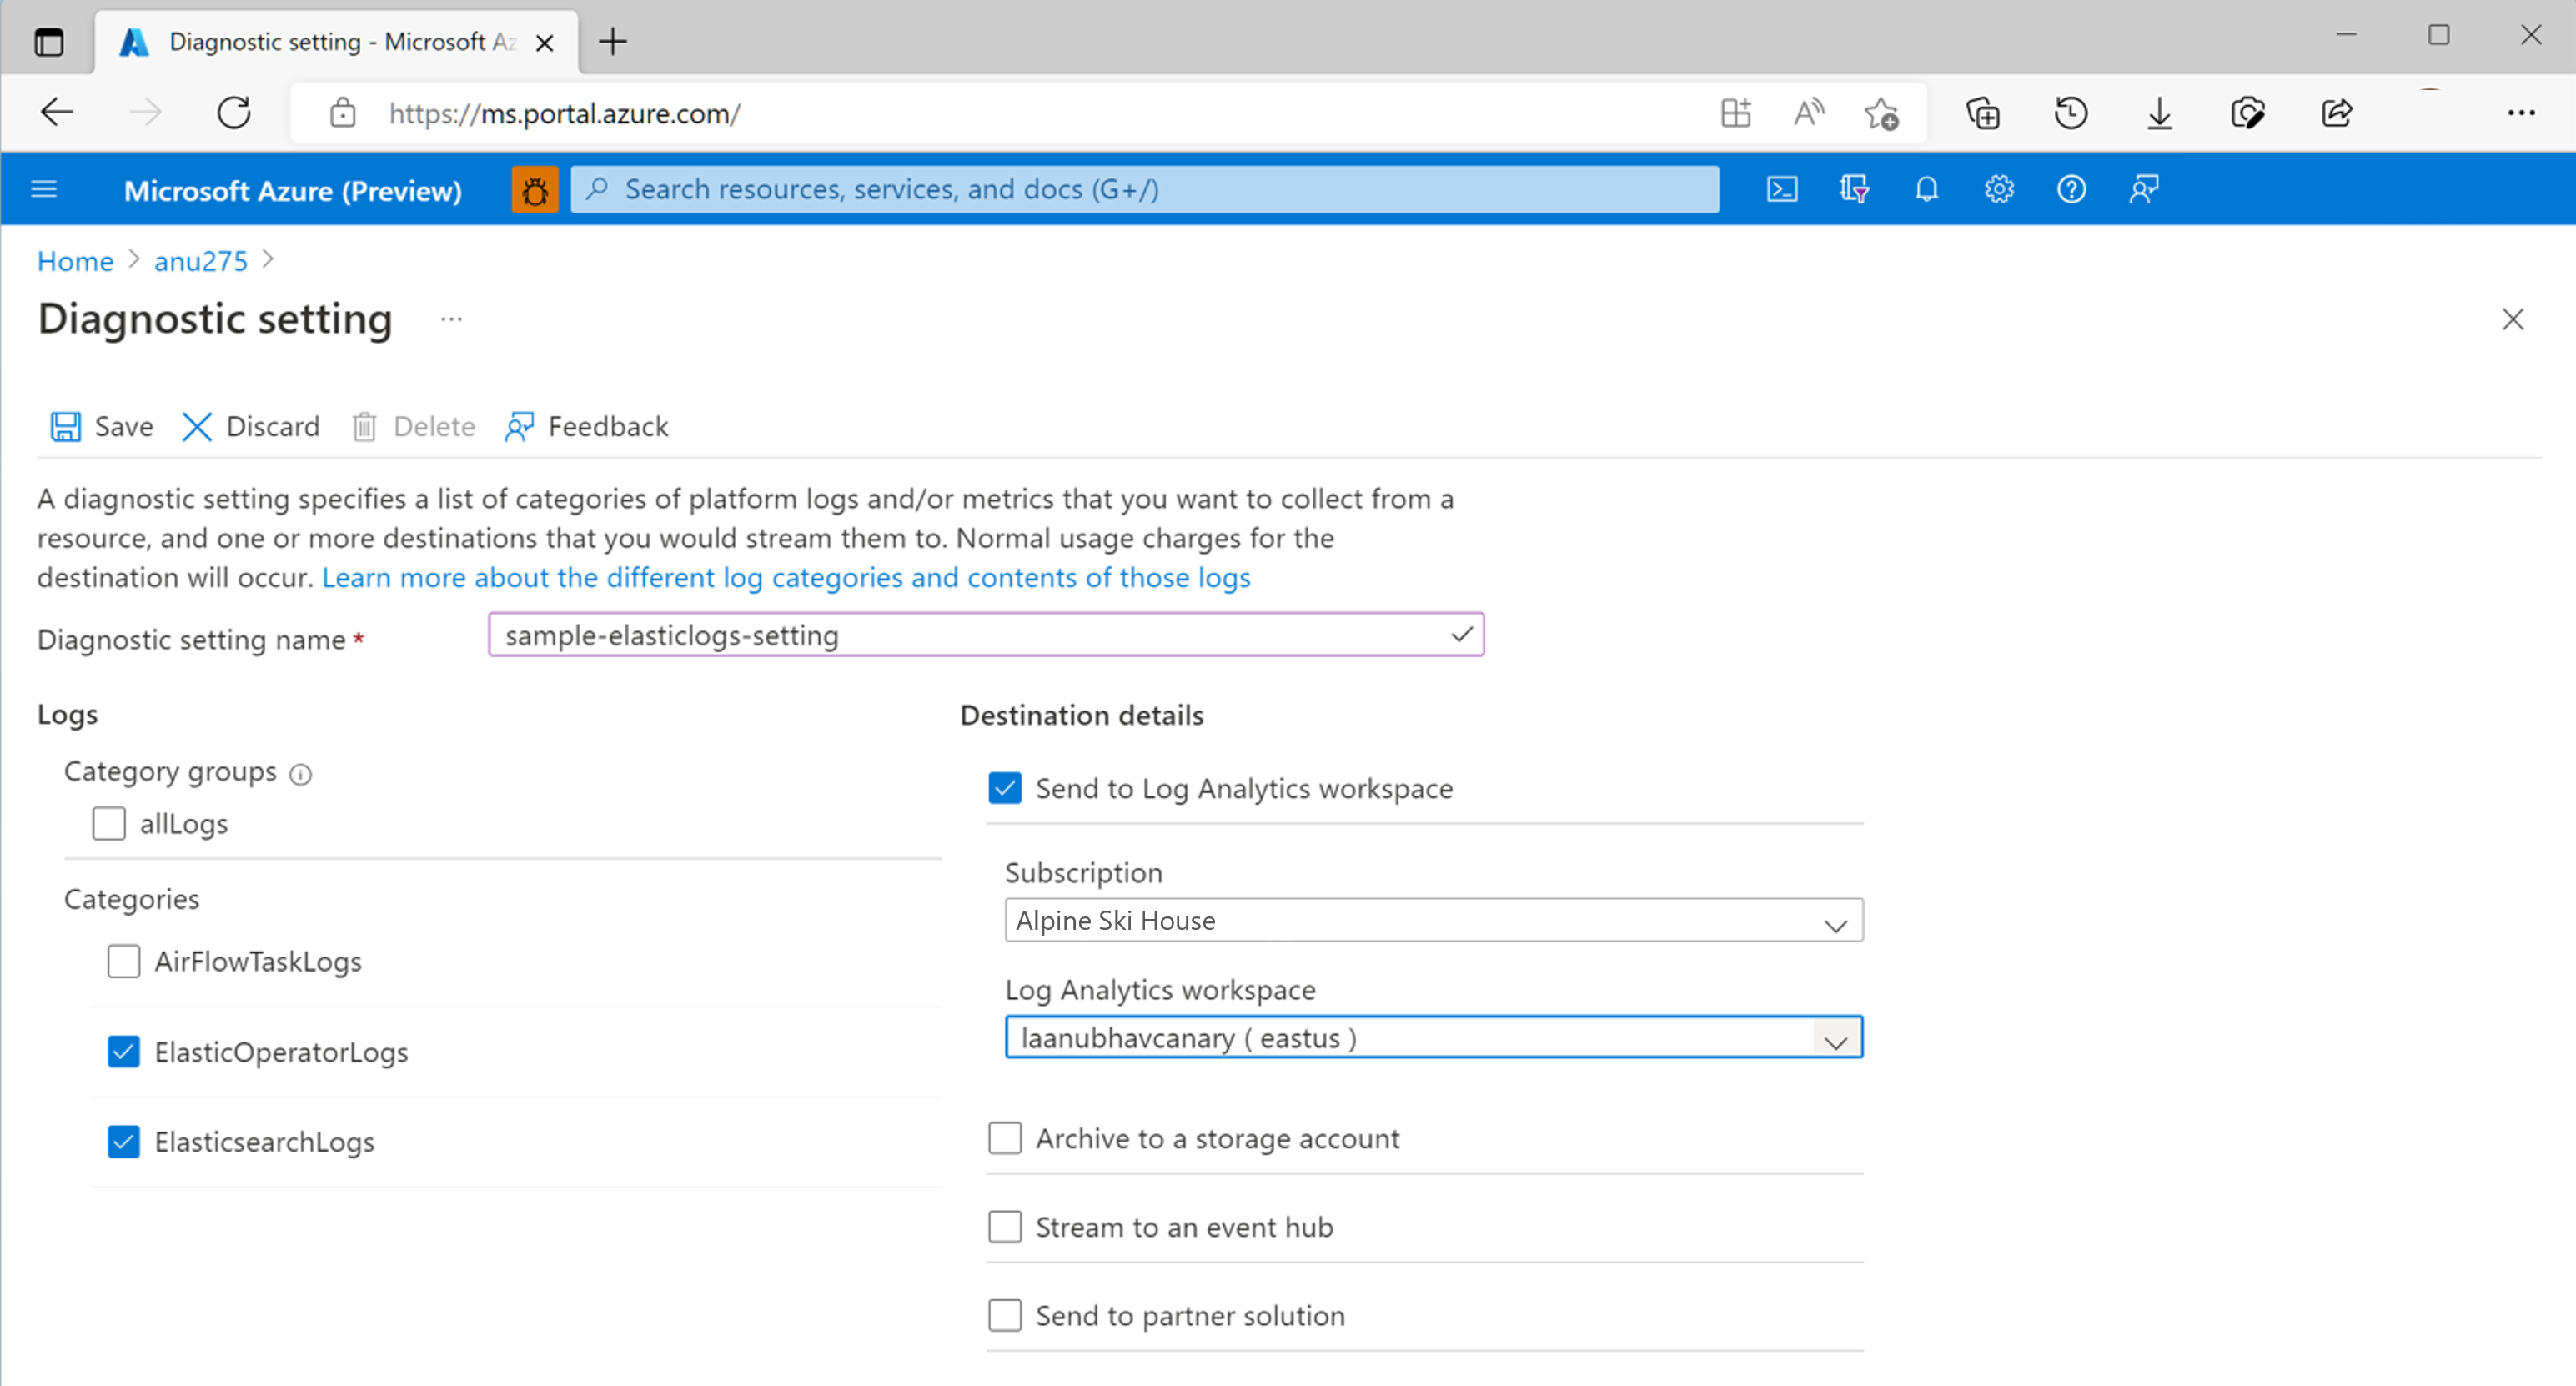 Diagnostic setting - Microsoft Az
https://ms.portal.azure.com/
Microsoft Azure (Preview)
Search resources, services, and docs (G+/)
Home > anu275 >
Diagnostic setting ...
Save Discard Delete Feedback
A diagnostic setting specifies a list of categories of platform logs and/or metrics that you want to collect from a
resource, and one or more destinations that you would stream them to. Normal usage charges for the
destination will occur. Learn more about the different log categories and contents of those logs
Diagnostic setting name *
sample-elasticlogs-setting
Logs
Category groups
allLogs
Categories
AirFlowTaskLogs
ElasticOperatorLogs
ElasticsearchLogs
Destination details
Send to Log Analytics workspace
Subscription
Alpine Ski House
Log Analytics workspace
laanubhavcanary ( eastus )
Archive to a storage account
Stream to an event hub
Send to partner solution